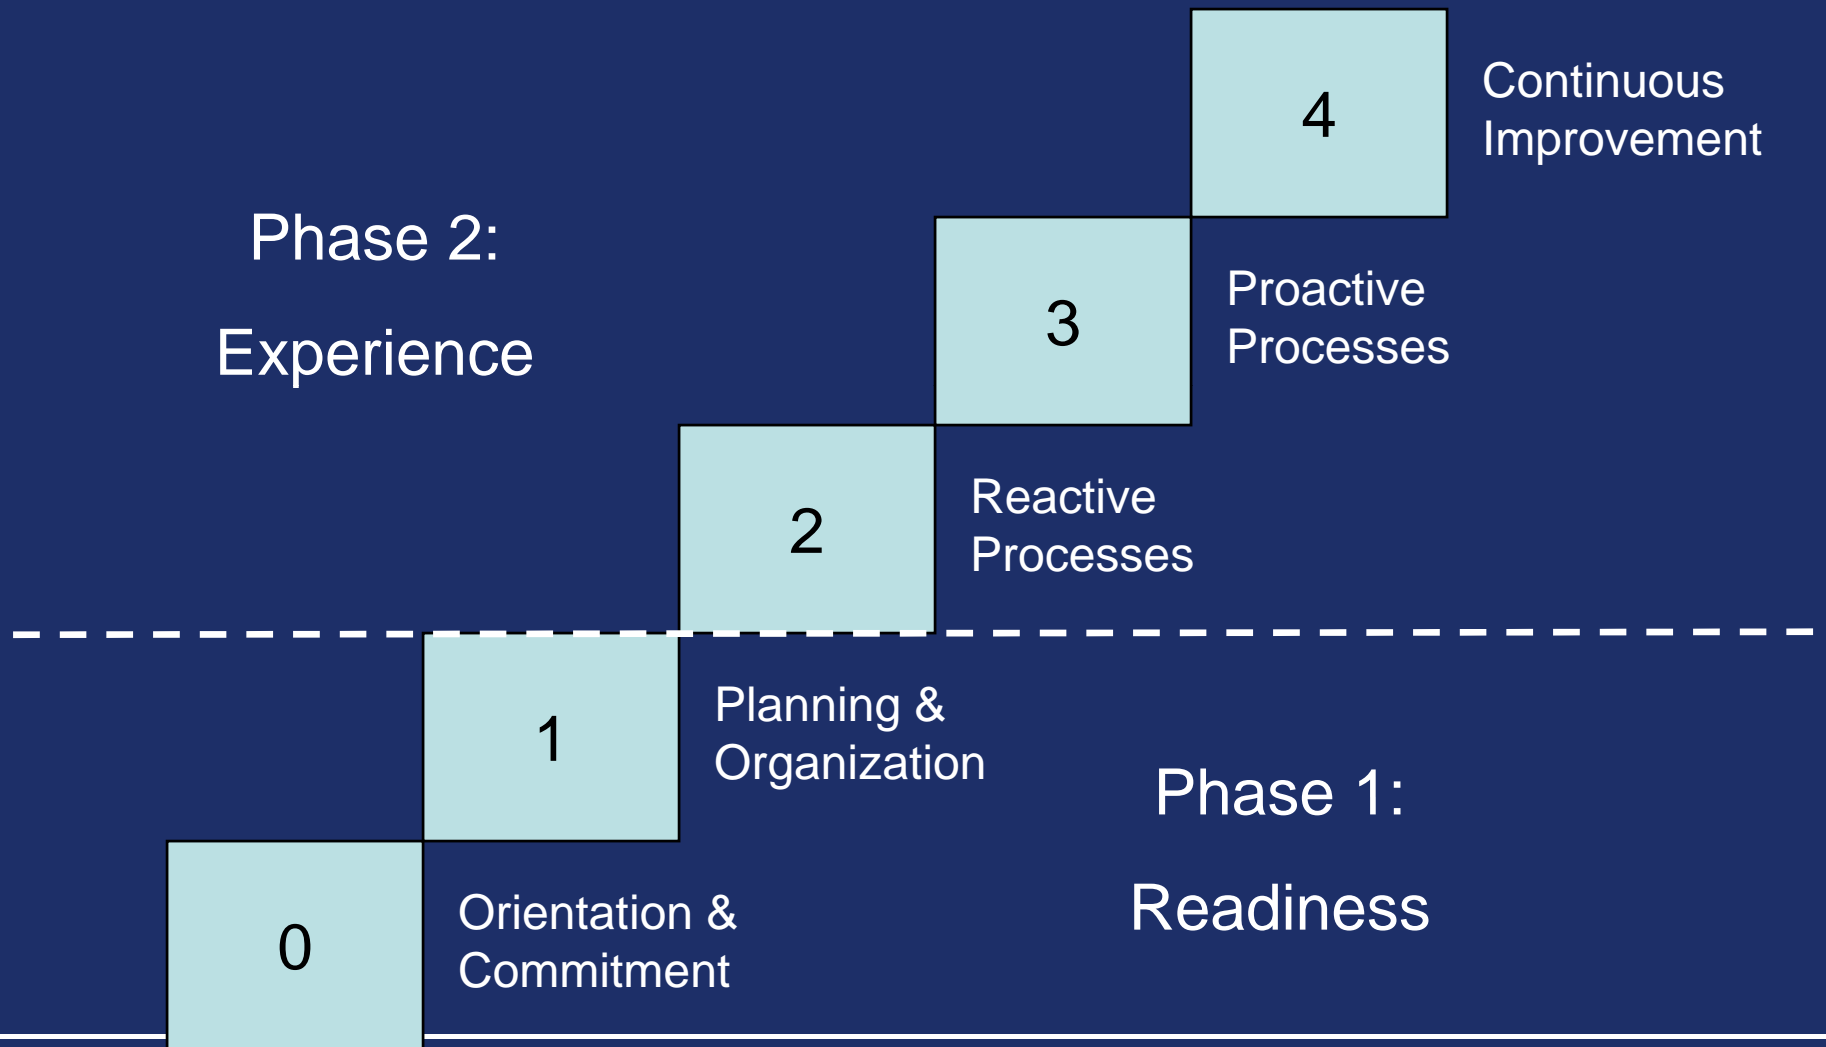 4
Continuous
Improvement
Phase 2:
Experience
3
Proactive
Processes
2
Reactive
Processes
1
Planning &
Organization
Phase 1:
Readiness
0
Orientation &
Commitment